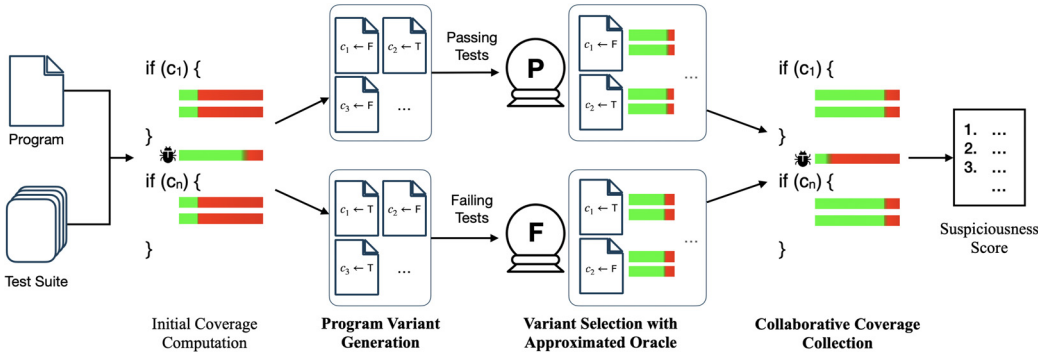 Program
Test Suite
if (c1) {
}
if (cn) {
}
Initial Coverage
Computation
c1 ← F
c2 ← T
c3 ← F
...
c1 ← T
c2 ← F
c3 ← T
...
Program Variant
Generation
Passing
Tests
P
Failing
Tests
F
c1 ← F
c2 ← T
...
c1 ← T
c2 ← F
...
Variant Selection with
Approximated Oracle
if (c1) {
}
if (cn) {
}
Collaborative Coverage
Collection
1. ...
2. ...
3. ...
...
Suspiciousness
Score